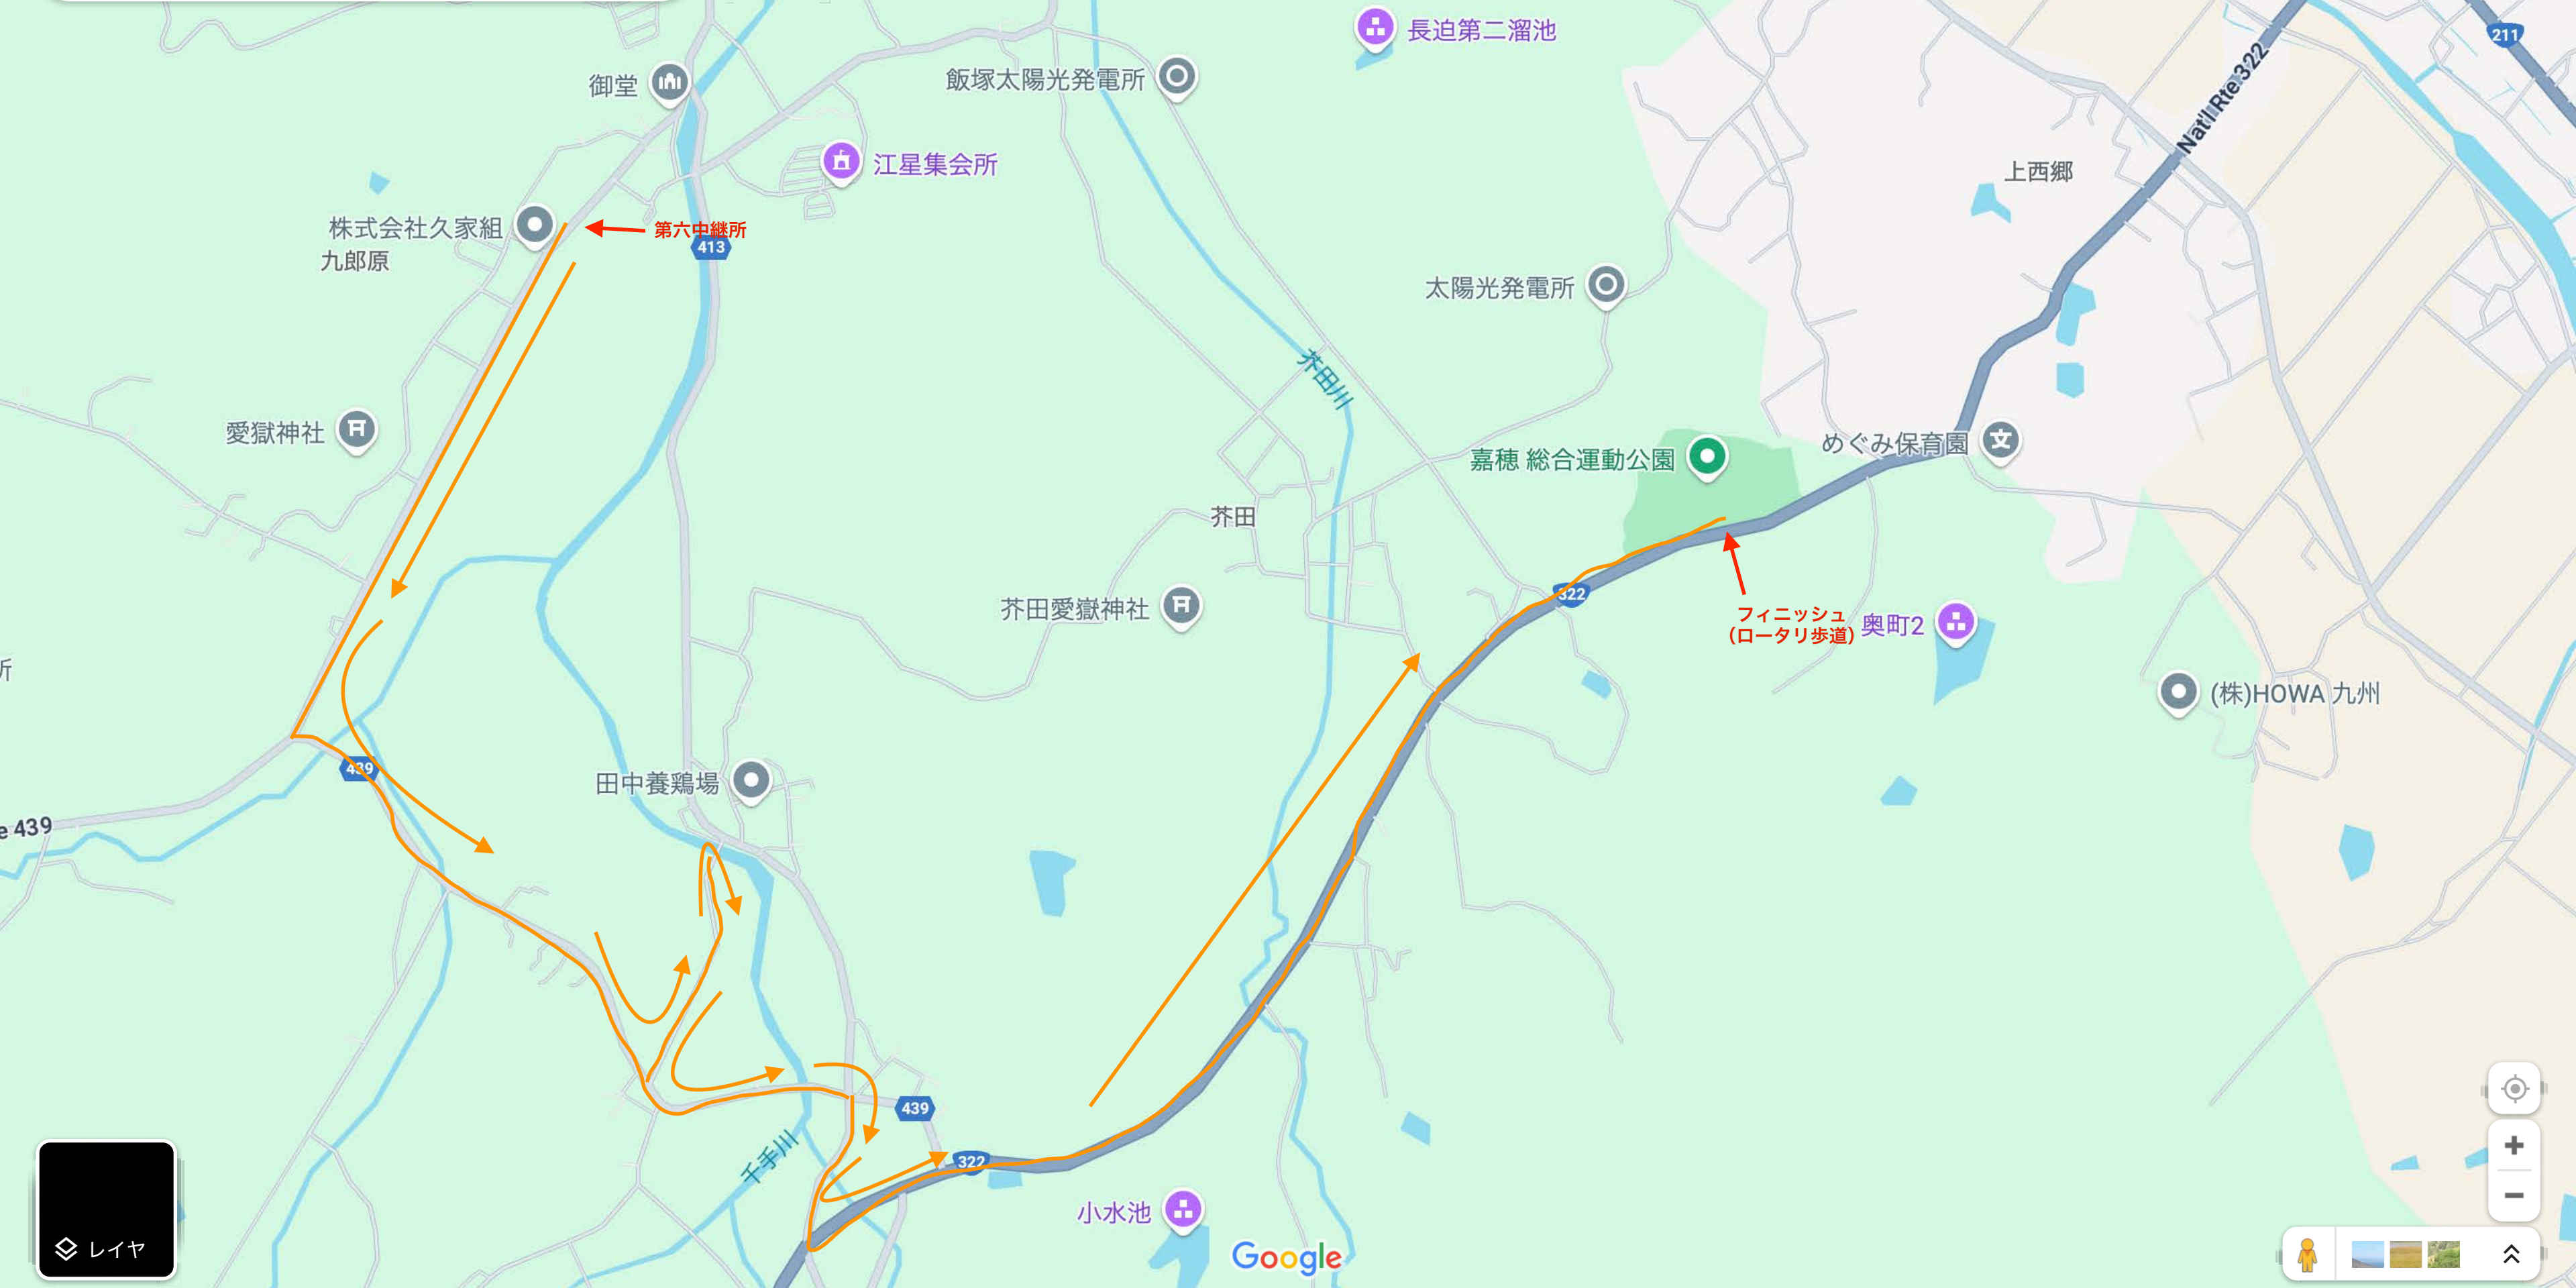 長迫第二溜池
211
Nat'l Rte 322
御堂
飯塚太陽光発電所
江星集会所
上西郷
株式会社久家組
九郎原
第六中継所
413
太陽光発電所
芥田川
愛獄神社
嘉穂 総合運動公園
めぐみ保育園
芥田
芥田愛嶽神社
322
フィニッシュ
(ロータリ歩道)
奥町2
所
(株)HOWA 九州
439
田中養鶏場
e 439
439
322
千手川
小水池
レイヤ
Google